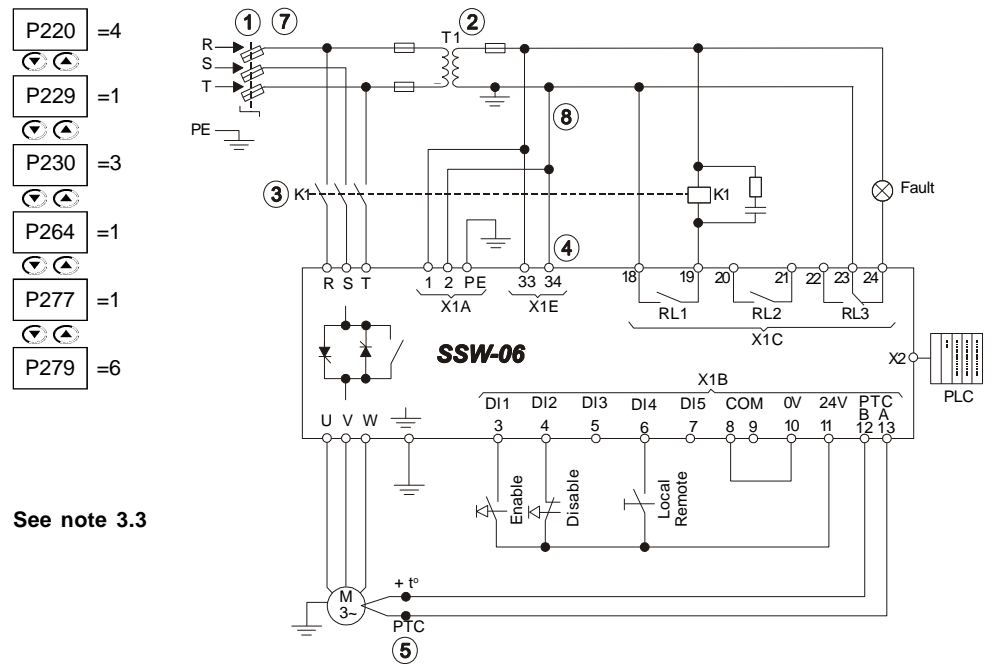 P220 =4
P229 =1
P230 =3
P264 =1
P277 =1
P279 =6
See note 3.3
1 7 2
T1
R
S
T
PE
8
3 K1
K1
Fault
4
R S T
1 2 PE
X1A
33 34
X1E
18 19 20 21 22 23 24
RL1 RL2 RL3
X1C
SSW-06
X2
PLC
X1B
DI1 DI2 DI3 DI4 DI5 COM 0V 24V PTC
B A
3 4 5 6 7 8 9 10 11 12 13
U V W
Enable
Disable
Local
Remote
+ tº
M
3~
PTC
5